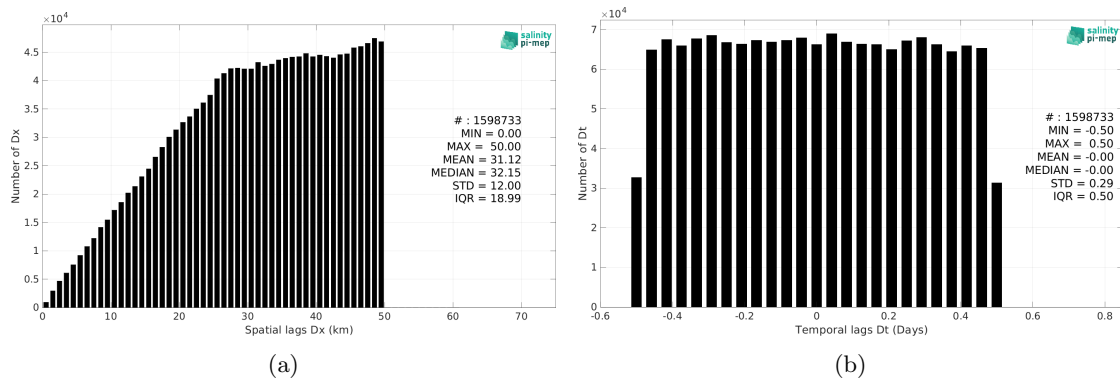 ×10⁴
4.5
4
3.5
3
2.5
2
1.5
1
0.5
0
Number of Dx
0 10 20 30 40 50 60 70
Spatial lags Dx (km)
salinity
pi-mep
# : 1598733
MIN = 0.00
MAX = 50.00
MEAN = 31.12
MEDIAN = 32.15
STD = 12.00
IQR = 18.99
(a)
×10⁴
7
6
5
4
3
2
1
0
Number of Dt
-0.6 -0.4 -0.2 0 0.2 0.4 0.6 0.8
Temporal lags Dt (Days)
salinity
pi-mep
# : 1598733
MIN = -0.50
MAX = 0.50
MEAN = -0.00
MEDIAN = -0.00
STD = 0.29
IQR = 0.50
(b)